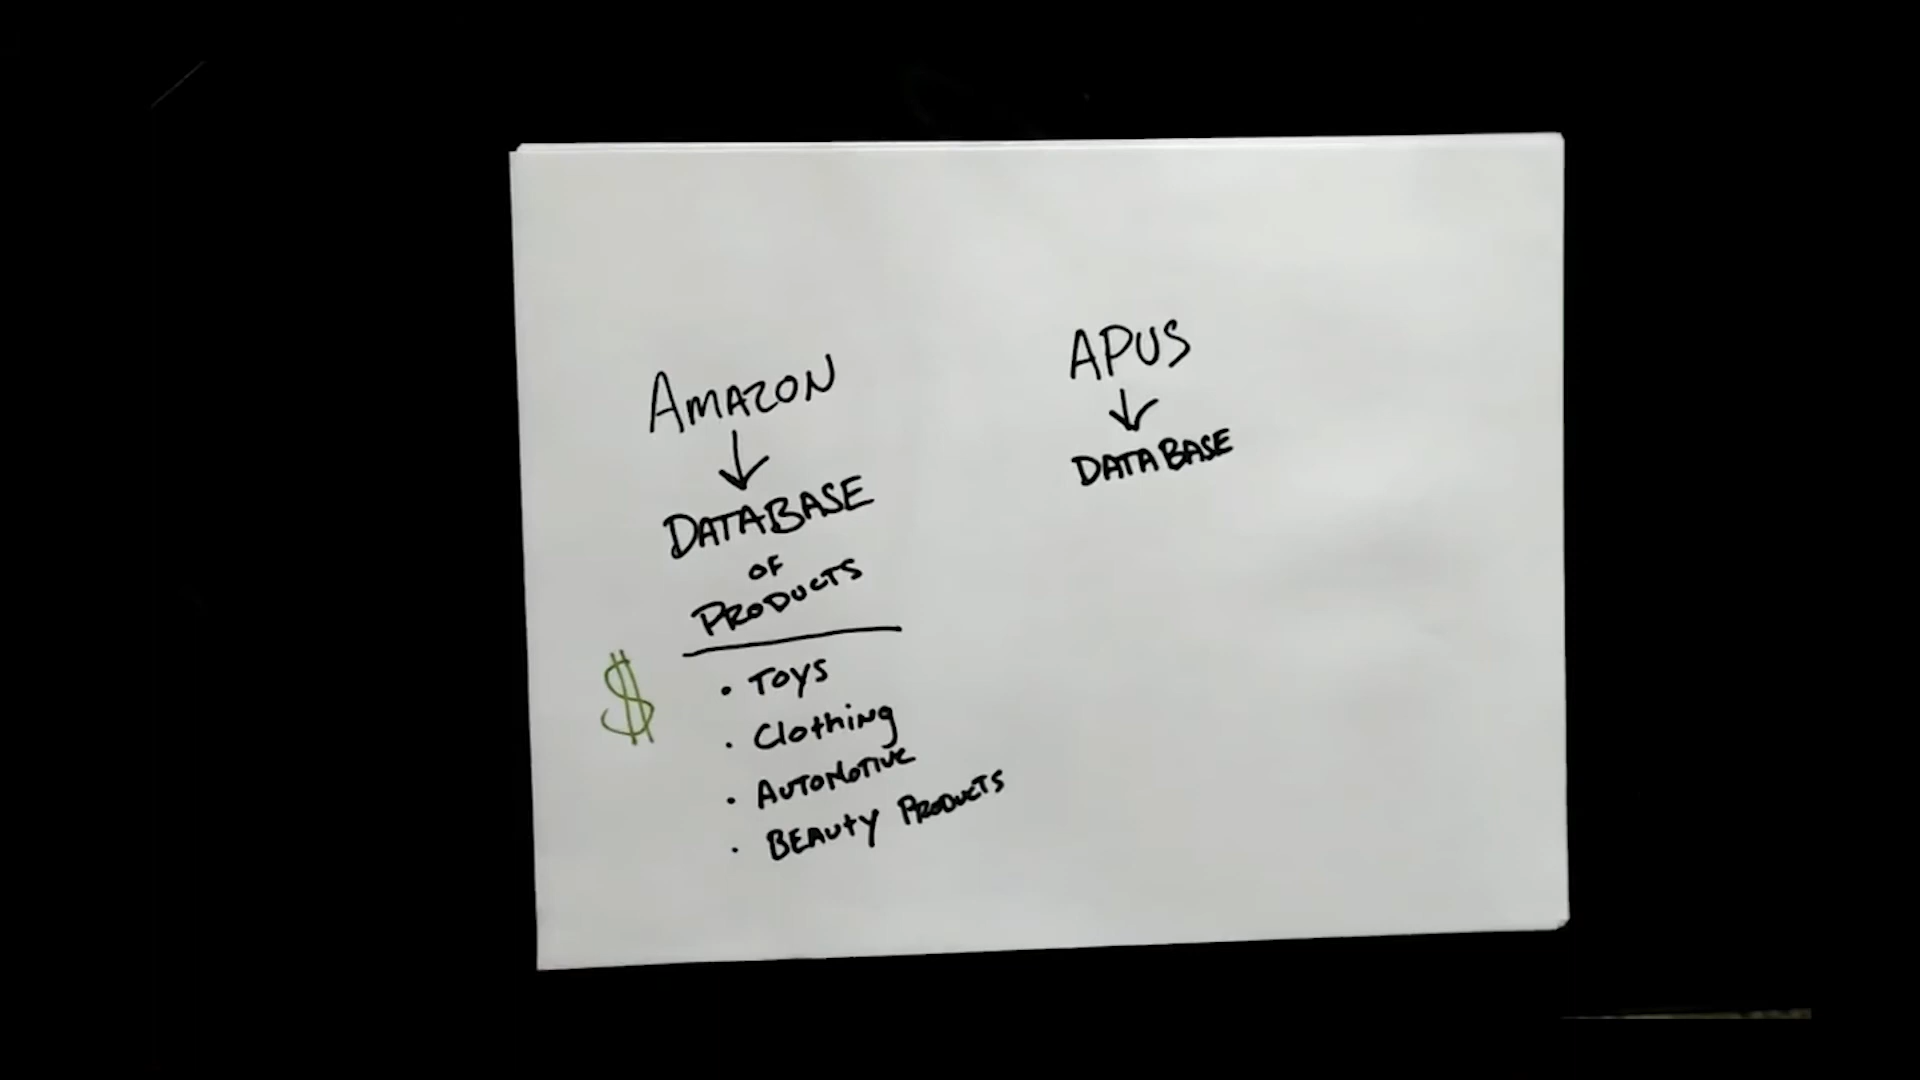 Amazon
Database
of
Products
$
• Toys
• Clothing
• Automotive
• Beauty Products
APUS
Database